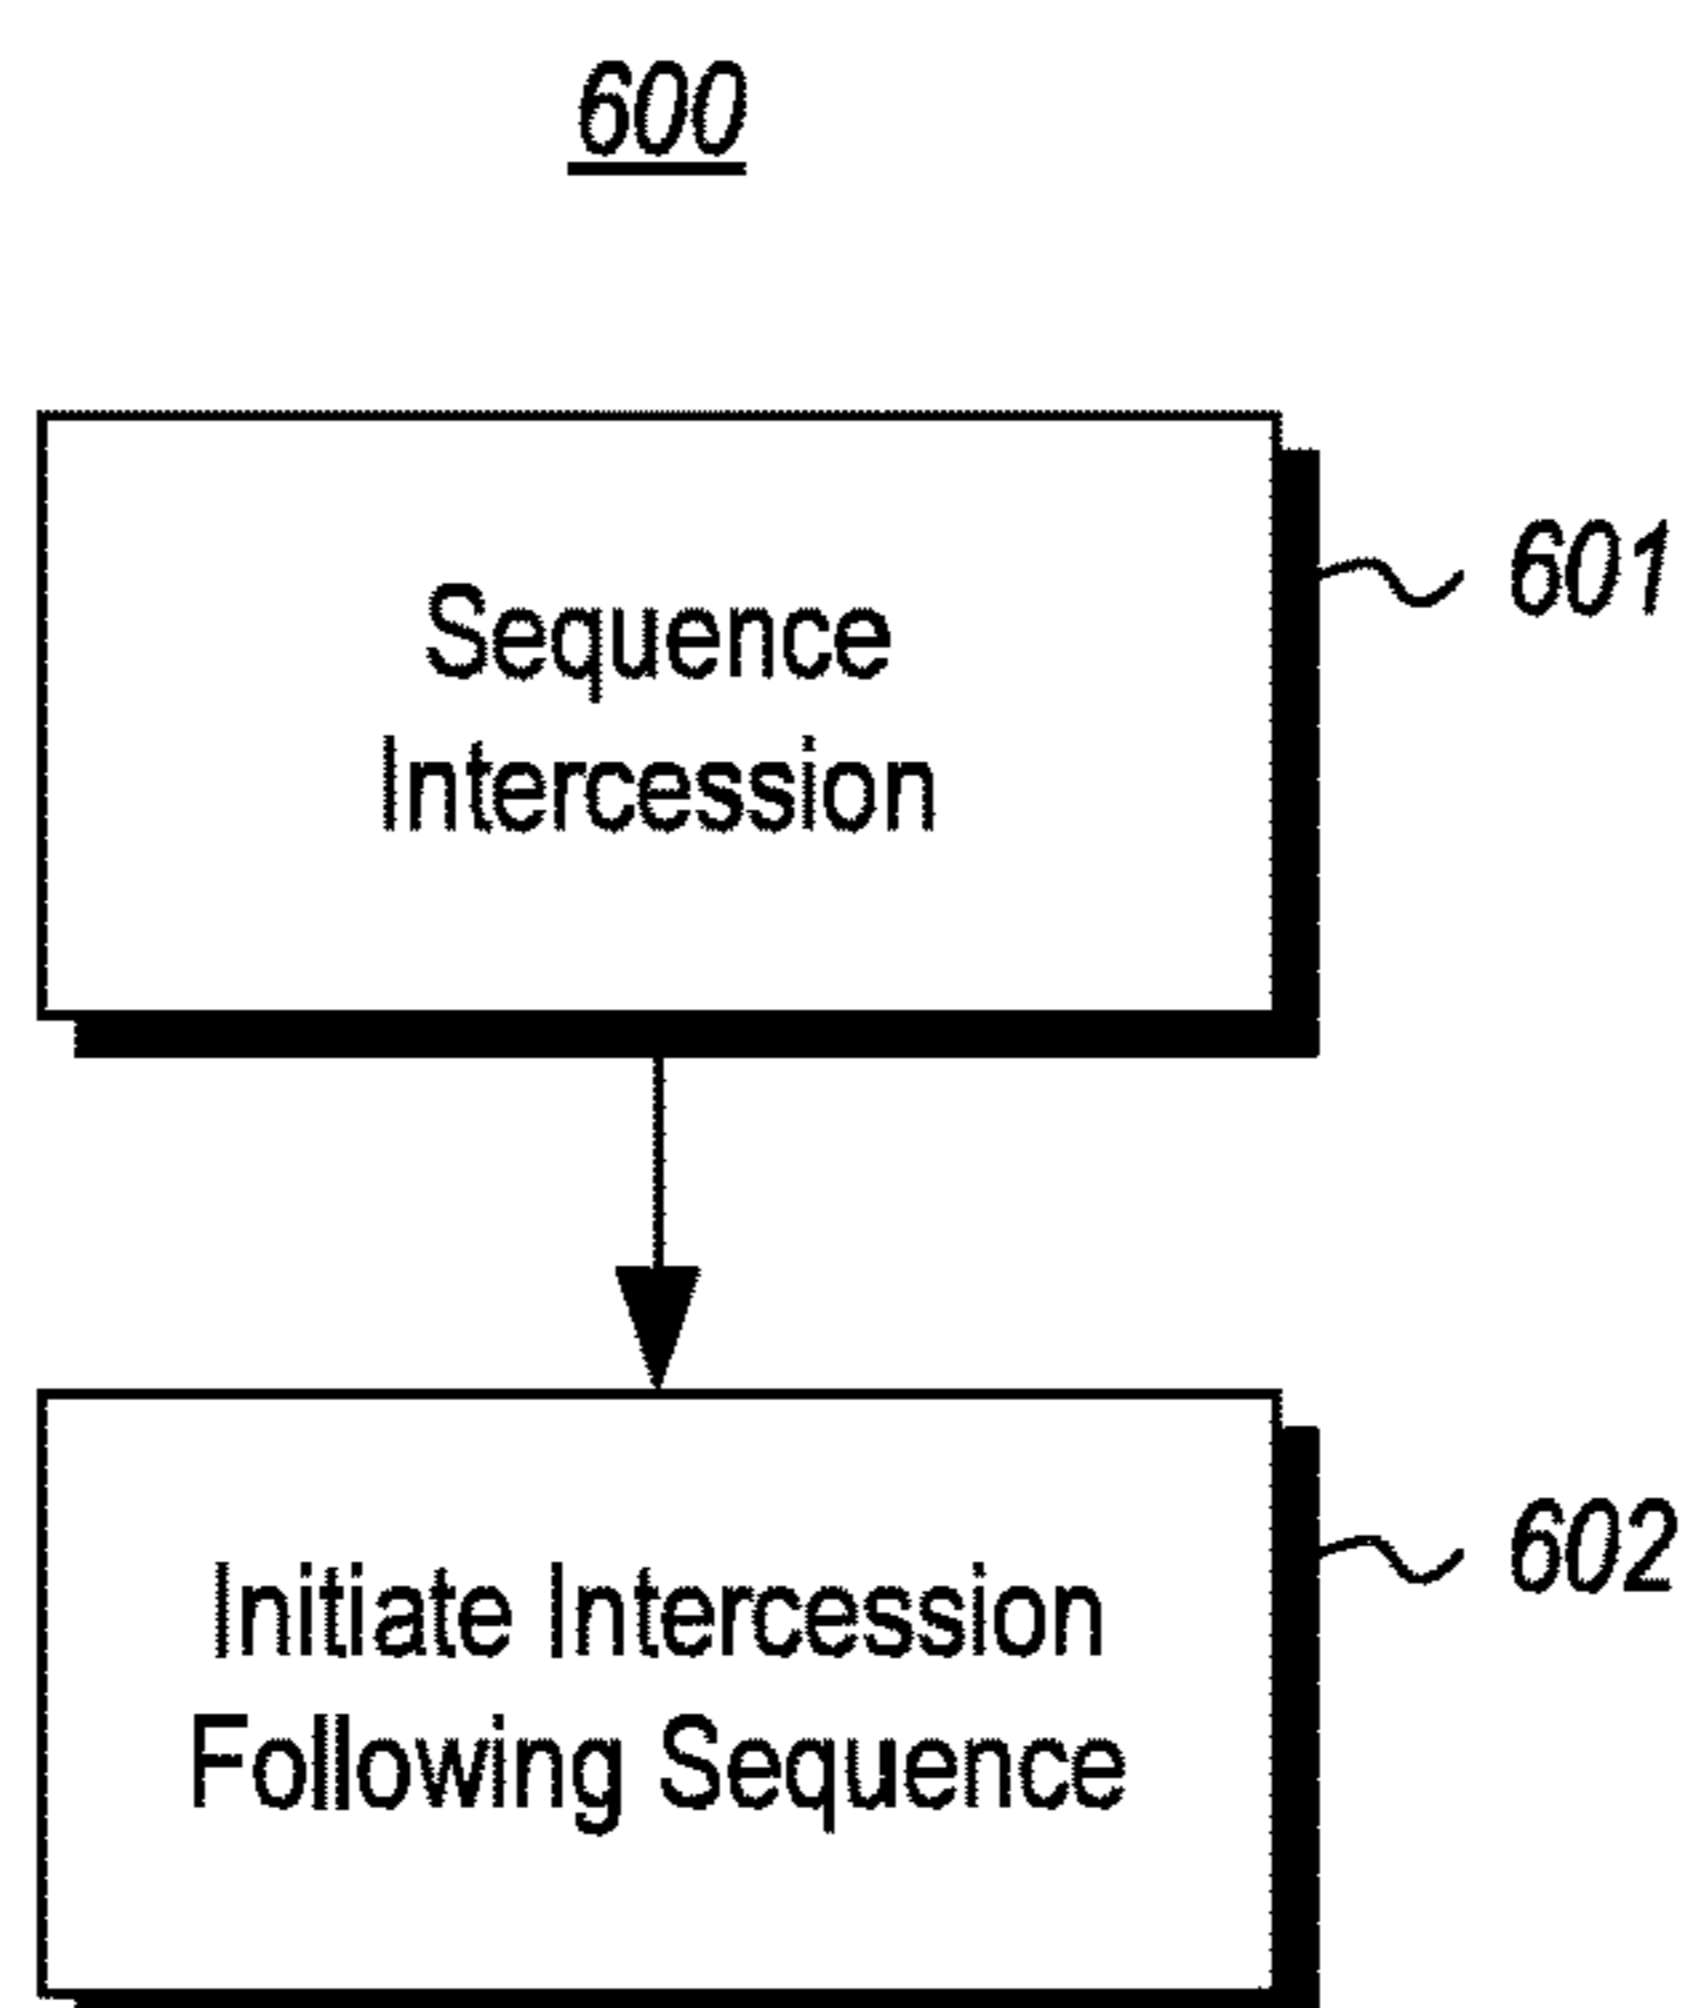 600
Sequence
Intercession
601
Initiate Intercession
Following Sequence
602